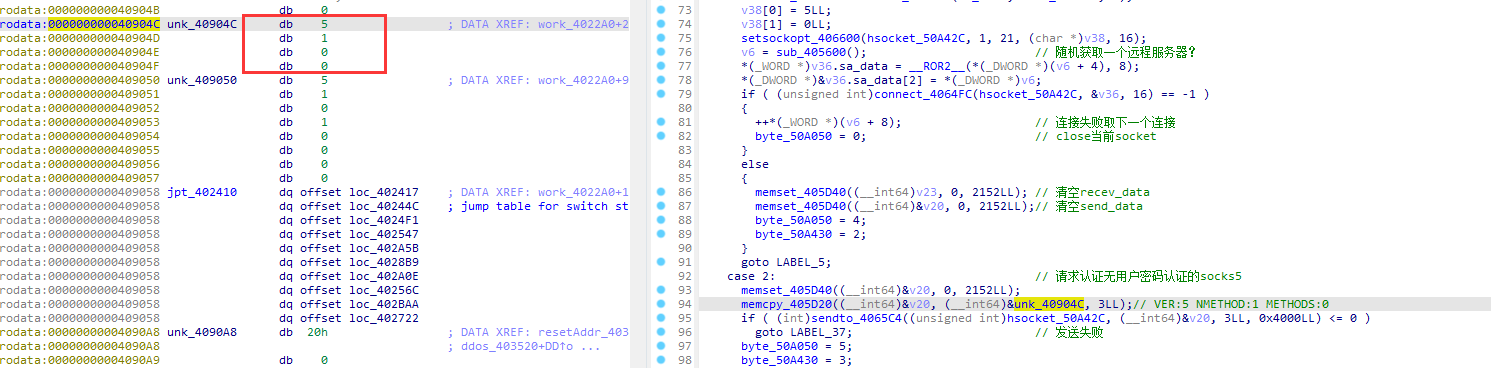 rodata:000000000040904B db 0
rodata:000000000040904C unk_40904C db 5 ; DATA XREF: work_4022A0+2
rodata:000000000040904D db 1
rodata:000000000040904E db 0
rodata:000000000040904F db 0
rodata:0000000000409050 unk_409050 db 5 ; DATA XREF: work_4022A0+9
rodata:0000000000409051 db 1
rodata:0000000000409052 db 0
rodata:0000000000409053 db 1
rodata:0000000000409054 db 0
rodata:0000000000409055 db 0
rodata:0000000000409056 db 0
rodata:0000000000409057 db 0
rodata:0000000000409058 jpt_402410 dq offset loc_402417 ; DATA XREF: work_4022A0+1
rodata:0000000000409058 dq offset loc_40244C ; jump table for switch st
rodata:0000000000409058 dq offset loc_4024F1
rodata:0000000000409058 dq offset loc_402547
rodata:0000000000409058 dq offset loc_402A5B
rodata:0000000000409058 dq offset loc_4028B9
rodata:0000000000409058 dq offset loc_402A0E
rodata:0000000000409058 dq offset loc_40256C
rodata:0000000000409058 dq offset loc_402BAA
rodata:0000000000409058 dq offset loc_402722
rodata:00000000004090A8 unk_4090A8 db 20h ; DATA XREF: resetAddr_403
rodata:00000000004090A8 ; ddos_403520+DD↑o ...
rodata:00000000004090A9 db 0
73 v38[0] = 5LL;
74 v38[1] = 0LL;
75 setsockopt_406600(hsocket_50A42C, 1, 21, (char *)v38, 16);
76 v6 = sub_405600(); // 随机获取一个远程服务器？
77 *(_WORD *)v36.sa_data = __ROR2__(*(_DWORD *)(v6 + 4), 8);
78 *(_DWORD *)&v36.sa_data[2] = *(_DWORD *)v6;
79 if ( (unsigned int)connect_4064FC(hsocket_50A42C, &v36, 16) == -1 )
80 {
81 ++*(_WORD *)(v6 + 8); // 连接失败取下一个连接
82 byte_50A050 = 0; // close当前socket
83 }
84 else
85 {
86 memset_405D40((__int64)v23, 0, 2152LL); // 清空recev_data
87 memset_405D40((__int64)&v20, 0, 2152LL);// 清空send_data
88 byte_50A050 = 4;
89 byte_50A430 = 2;
90 }
91 goto LABEL_5;
92 case 2: // 请求认证无用户密码认证的socks5
93 memset_405D40((__int64)&v20, 0, 2152LL);
94 memcpy_405D20((__int64)&v20, (__int64)&unk_40904C, 3LL);// VER:5 NMETHOD:1 METHODS:0
95 if ( (int)sendto_4065C4((unsigned int)hsocket_50A42C, (__int64)&v20, 3LL, 0x4000LL) <= 0 )
96 goto LABEL_37; // 发送失败
97 byte_50A050 = 5;
98 byte_50A430 = 3;